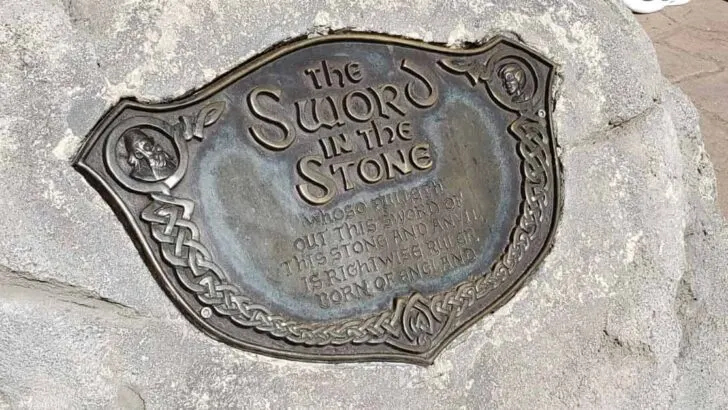 The
Sword
in the
Stone
Whoso Pulleth
out this sword of
this stone and anvil
is rightwise ruler
born of england